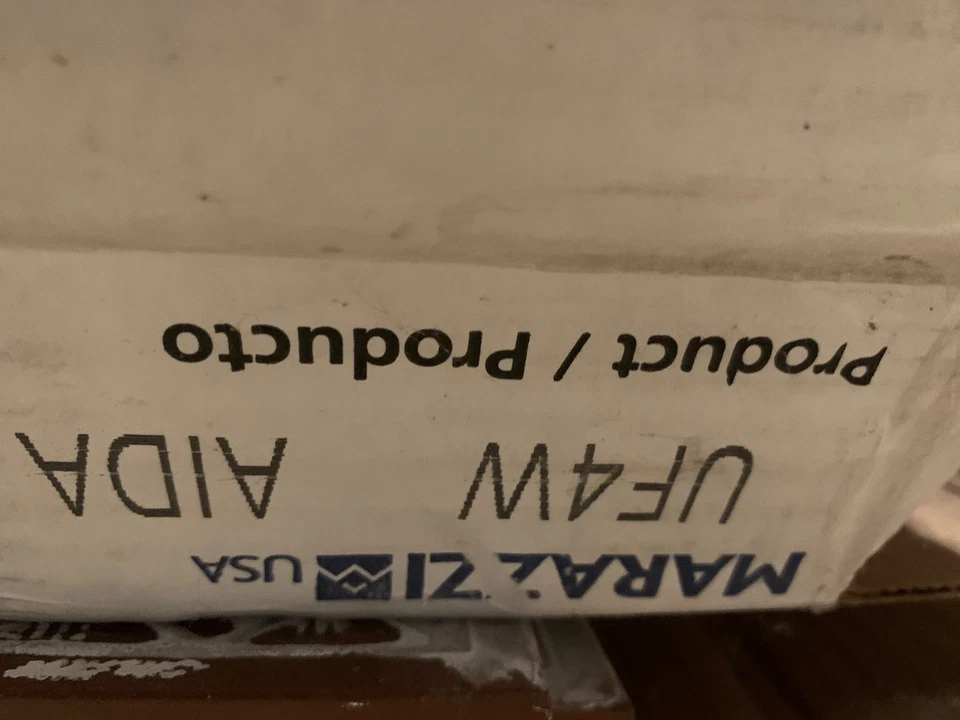 Product / Producto
UF4W AIDA
MARAZZI USA